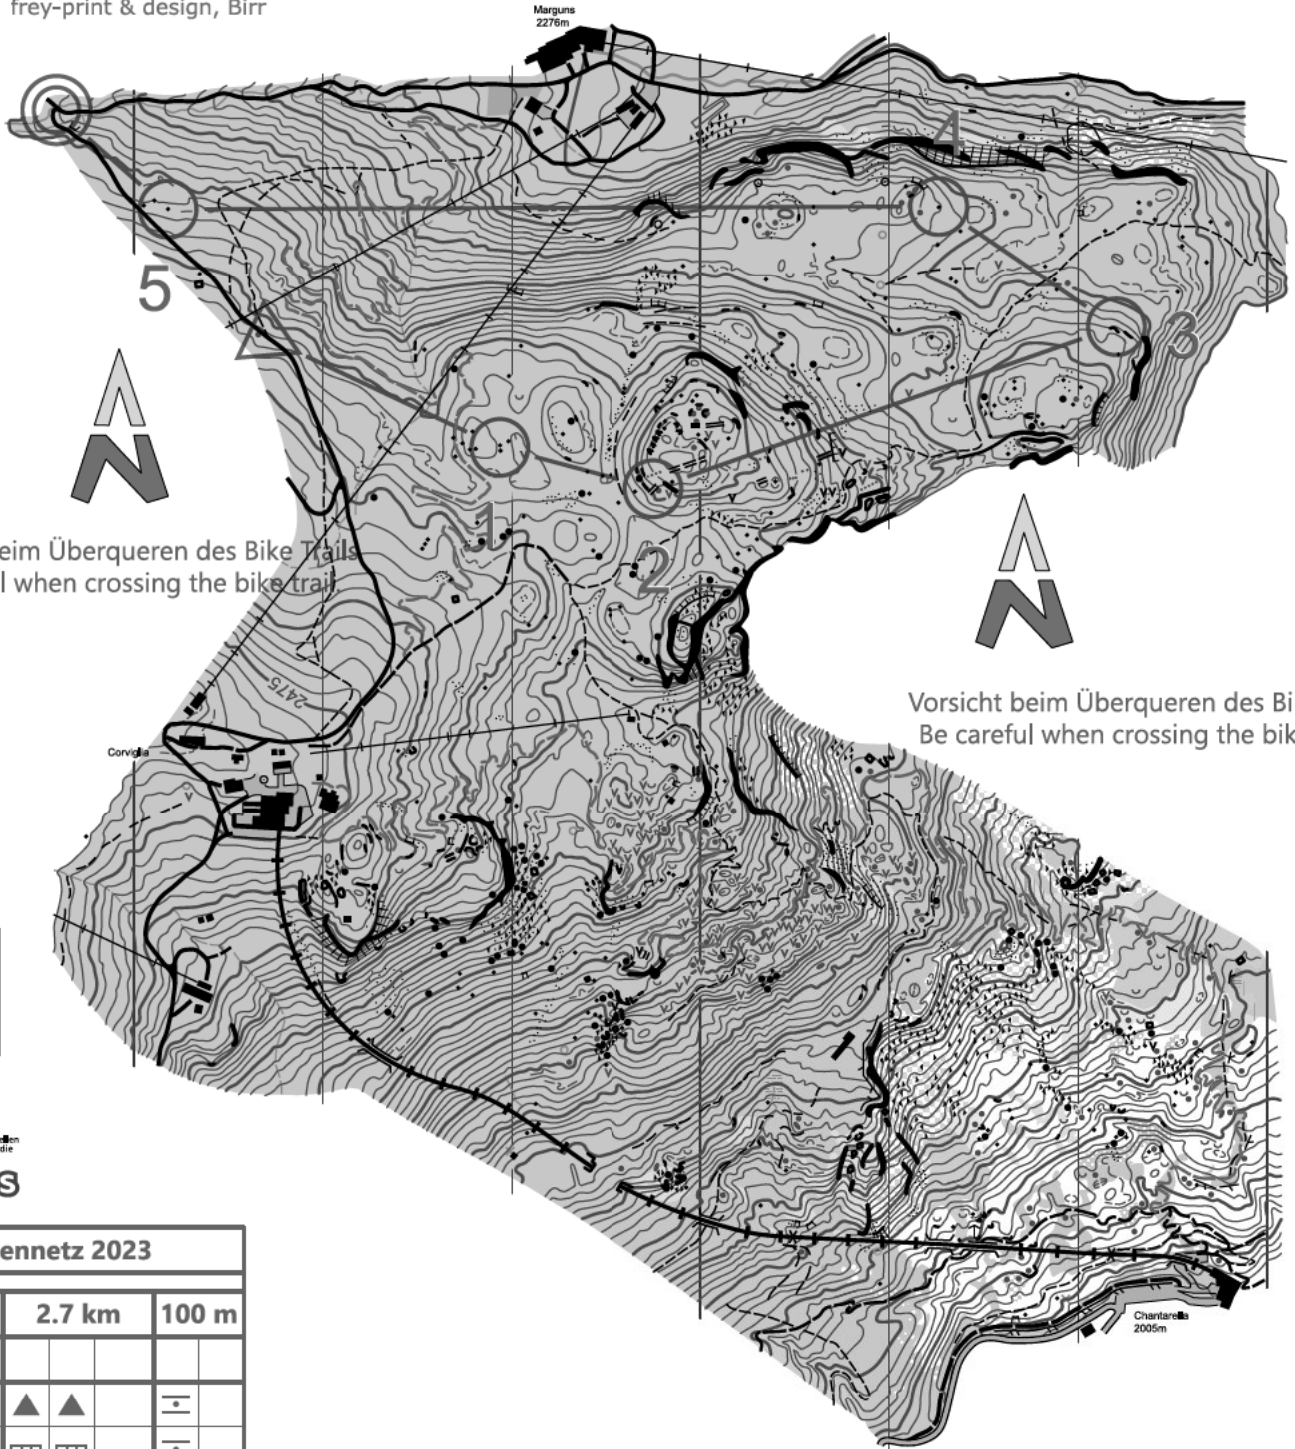 frey-print & design, Birr
Marguns
2276m
4
5
3
1
2
eim Überqueren des Bike Trails
l when crossing the bike trail.
N
N
2475
Vorsicht beim Überqueren des Bi
Be careful when crossing the bik
Corviglia
die
s
ennetz 2023
2.7 km 100 m
Chantarella
2005m